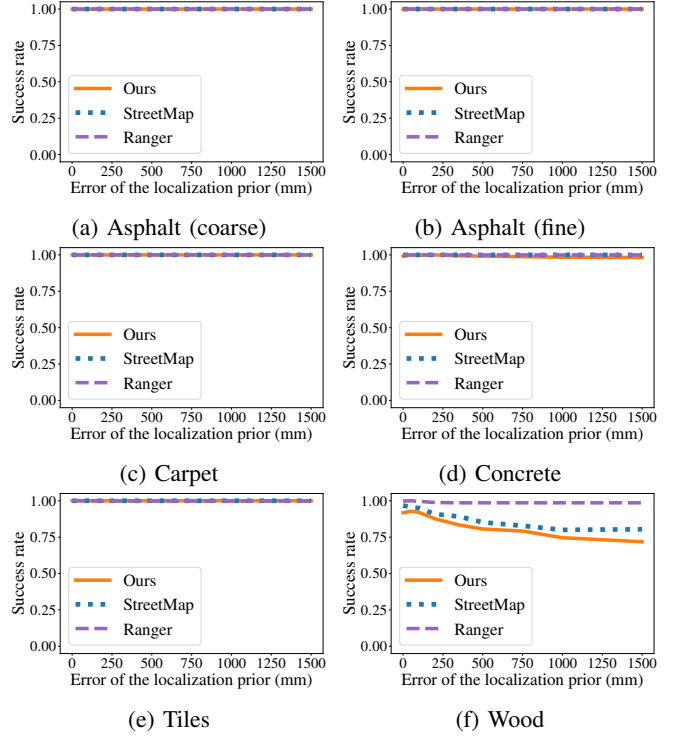 1.00
0.75
0.50
0.25
0.00
Success rate
Ours
StreetMap
Ranger
0 250 500 750 1000 1250 1500
Error of the localization prior (mm)
(a) Asphalt (coarse)
1.00
0.75
0.50
0.25
0.00
Success rate
Ours
StreetMap
Ranger
0 250 500 750 1000 1250 1500
Error of the localization prior (mm)
(b) Asphalt (fine)
1.00
0.75
0.50
0.25
0.00
Success rate
Ours
StreetMap
Ranger
0 250 500 750 1000 1250 1500
Error of the localization prior (mm)
(c) Carpet
1.00
0.75
0.50
0.25
0.00
Success rate
Ours
StreetMap
Ranger
0 250 500 750 1000 1250 1500
Error of the localization prior (mm)
(d) Concrete
1.00
0.75
0.50
0.25
0.00
Success rate
Ours
StreetMap
Ranger
0 250 500 750 1000 1250 1500
Error of the localization prior (mm)
(e) Tiles
1.00
0.75
0.50
0.25
0.00
Success rate
Ours
StreetMap
Ranger
0 250 500 750 1000 1250 1500
Error of the localization prior (mm)
(f) Wood